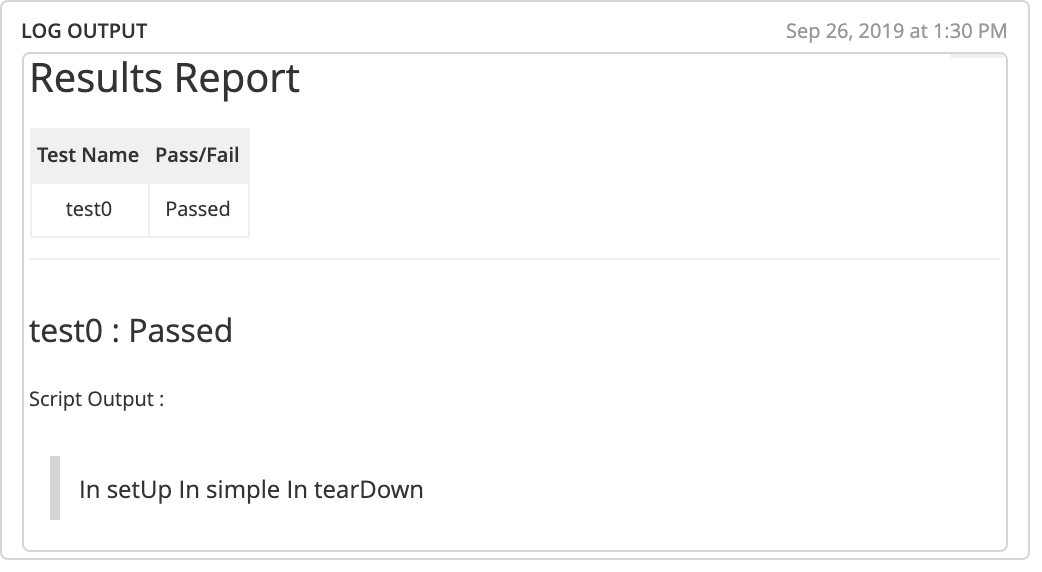 LOG OUTPUT Sep 26, 2019 at 1:30 PM
Results Report
Test Name Pass/Fail
test0 Passed
test0 : Passed
Script Output :
In setUp In simple In tearDown